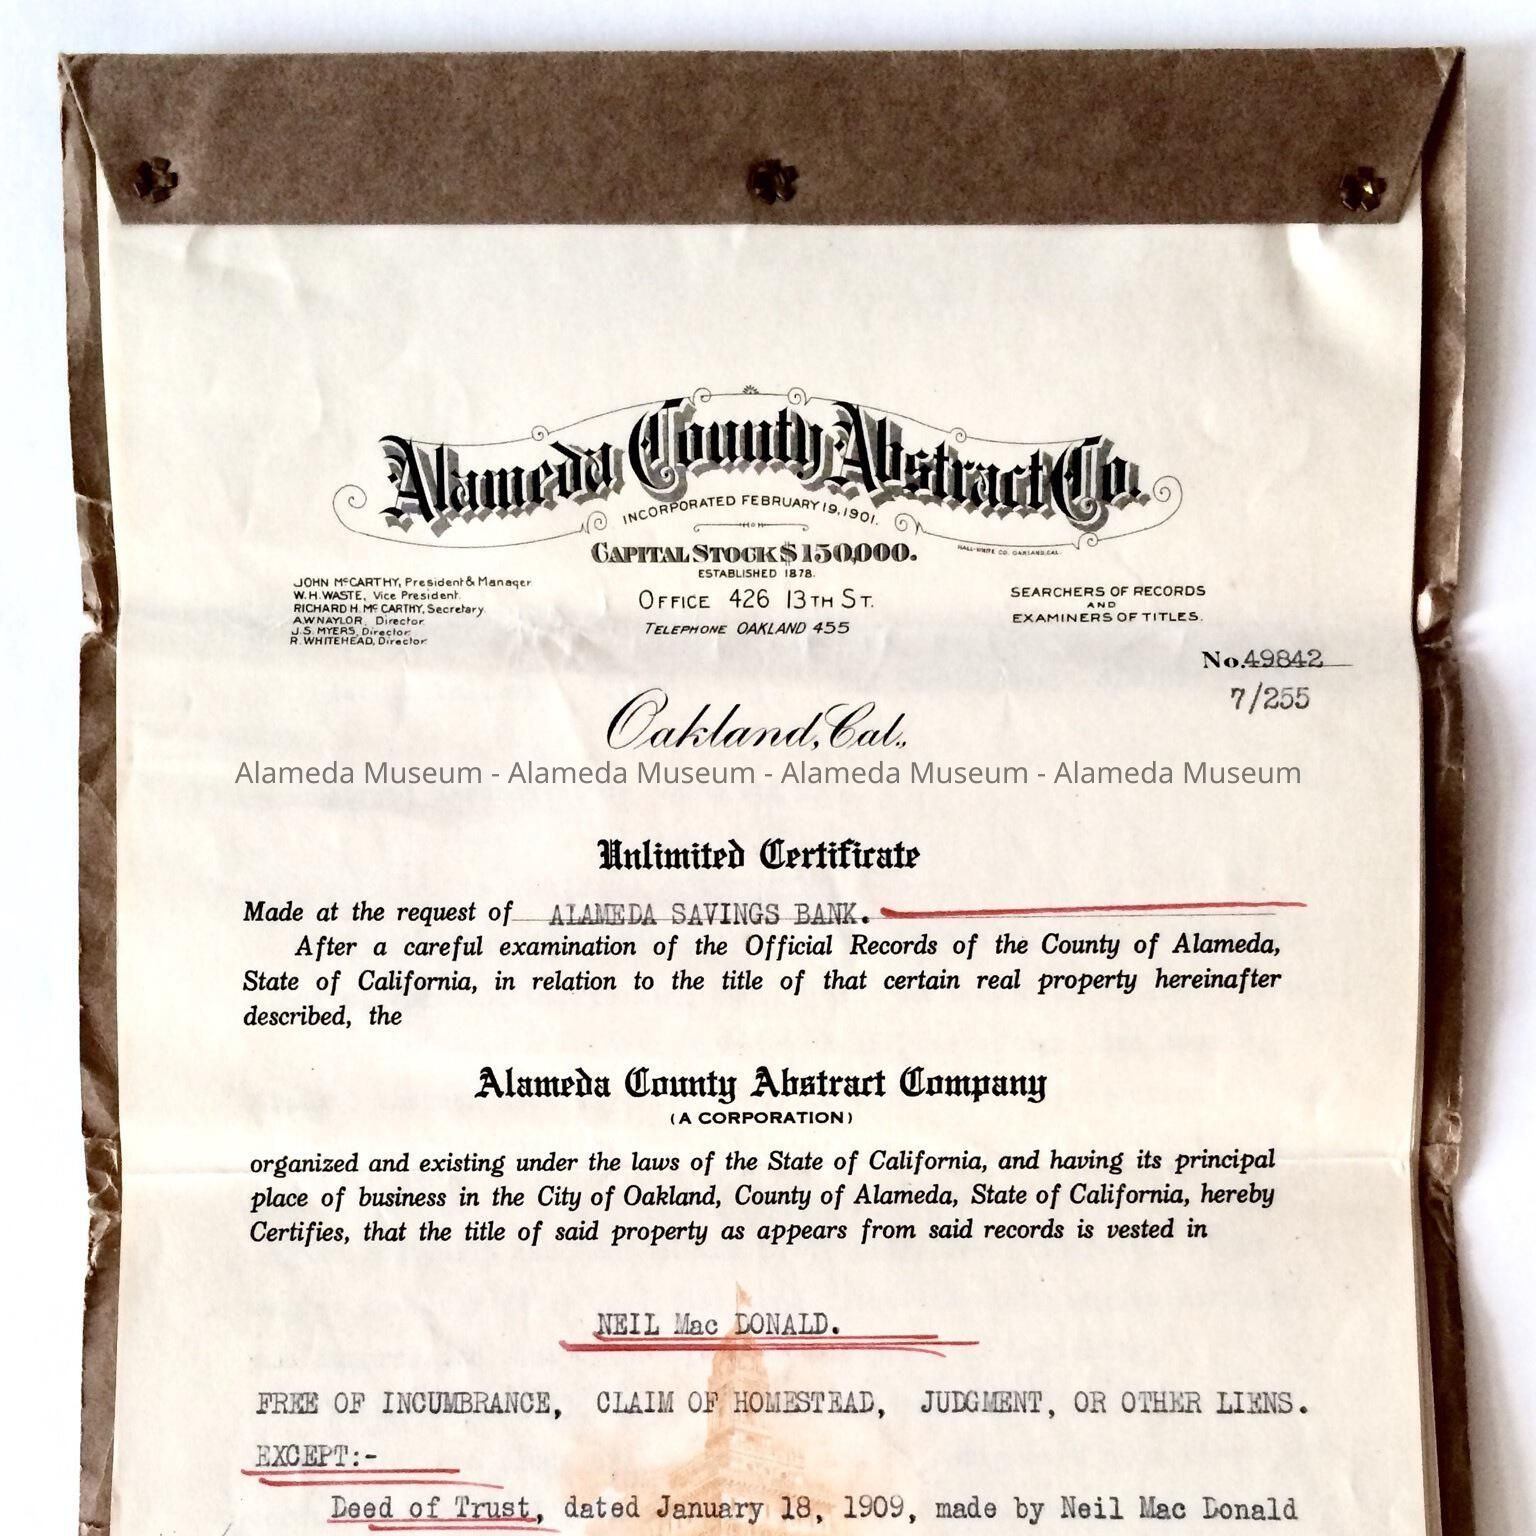 Alameda County Abstract Co.
INCORPORATED FEBRUARY 19, 1901.
HALL-WHITE CO. OAKLAND, CAL.
CAPITAL STOCK $150,000.
ESTABLISHED 1878.
JOHN McCARTHY, President & Manager
W. H. WASTE, Vice President.
RICHARD H. McCARTHY, Secretary.
A.W NAYLOR, Director
J. S. MYERS, Director
R. WHITEHEAD, Director
OFFICE 426 13TH ST.
TELEPHONE OAKLAND 455
SEARCHERS OF RECORDS
AND
EXAMINERS OF TITLES.
No. 49842
7/255
Oakland, Cal.,
Alameda Museum - Alameda Museum - Alameda Museum - Alameda Museum
Unlimited Certificate
Made at the request of ALAMEDA SAVINGS BANK.
After a careful examination of the Official Records of the County of Alameda,
State of California, in relation to the title of that certain real property hereinafter
described, the
Alameda County Abstract Company
(A CORPORATION)
organized and existing under the laws of the State of California, and having its principal
place of business in the City of Oakland, County of Alameda, State of California, hereby
Certifies, that the title of said property as appears from said records is vested in
NEIL Mac DONALD.
FREE OF INCUMBRANCE, CLAIM OF HOMESTEAD, JUDGMENT, OR OTHER LIENS.
EXCEPT:-
Deed of Trust, dated January 18, 1909, made by Neil Mac Donald